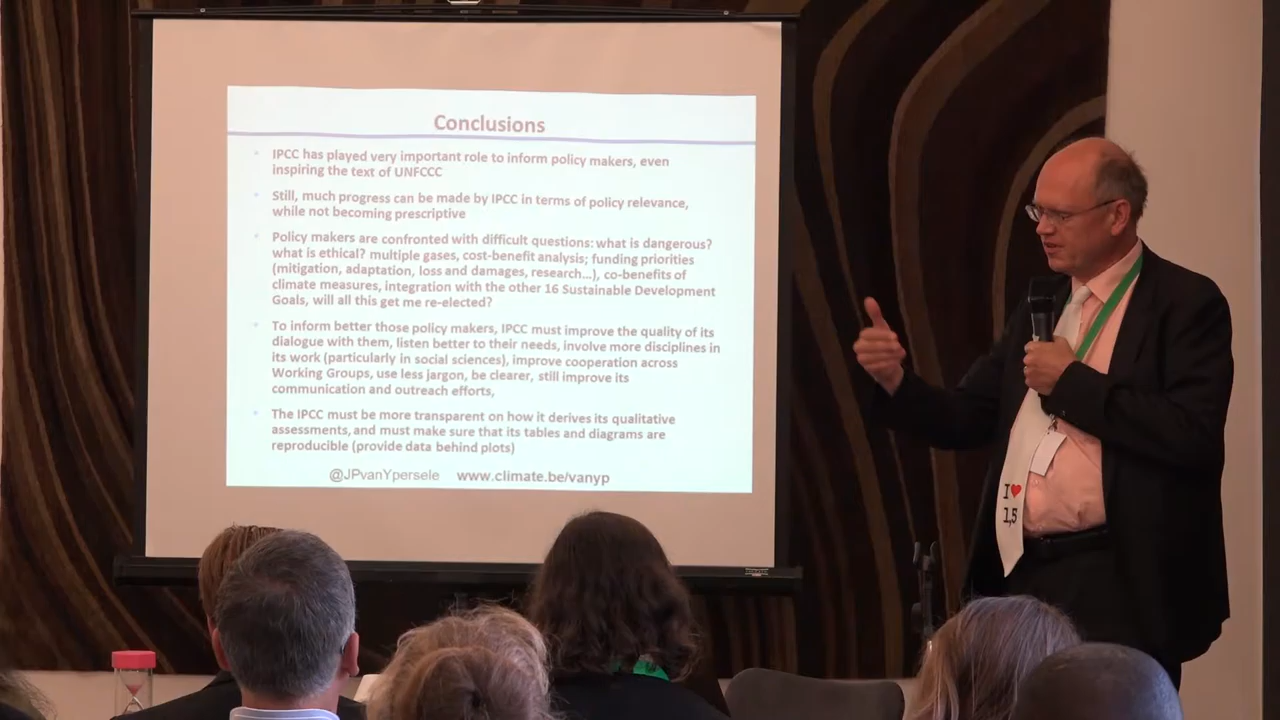 Conclusions
IPCC has played very important role to inform policy makers, even
inspiring the text of UNFCCC
Still, much progress can be made by IPCC in terms of policy relevance,
while not becoming prescriptive
Policy makers are confronted with difficult questions: what is dangerous?
what is ethical? multiple gases, cost-benefit analysis; funding priorities
(mitigation, adaptation, loss and damages, research...), co-benefits of
climate measures, integration with the other 16 Sustainable Development
Goals, will all this get me re-elected?
To inform better those policy makers, IPCC must improve the quality of its
dialogue with them, listen better to their needs, involve more disciplines in
its work (particularly in social sciences), improve cooperation across
Working Groups, use less jargon, be clearer, still improve its
communication and outreach efforts,
The IPCC must be more transparent on how it derives its qualitative
assessments, and must make sure that its tables and diagrams are
reproducible (provide data behind plots)
@JPvanYpersele www.climate.be/vanyp
I ♥
1,5